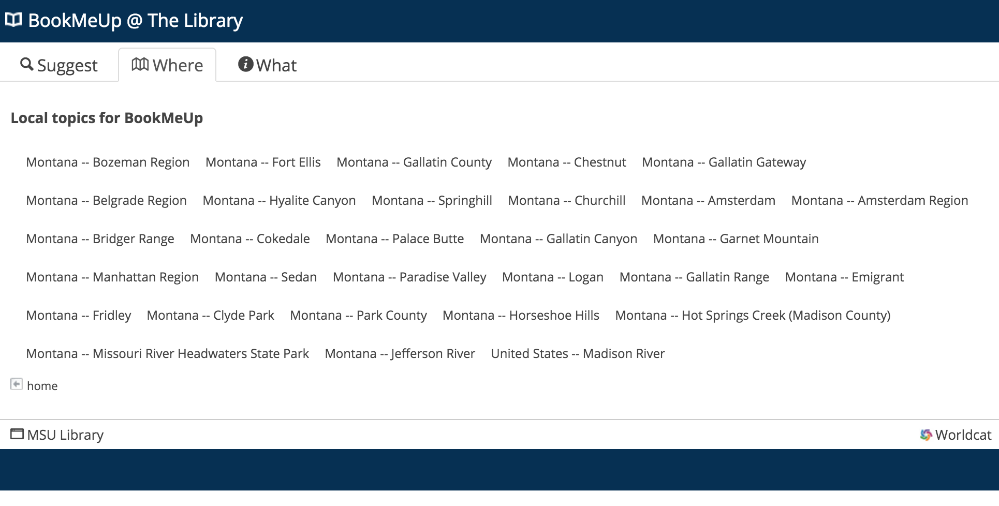 BookMeUp @ The Library
Suggest Where What
Local topics for BookMeUp
Montana -- Bozeman Region Montana -- Fort Ellis Montana -- Gallatin County Montana -- Chestnut Montana -- Gallatin Gateway
Montana -- Belgrade Region Montana -- Hyalite Canyon Montana -- Springhill Montana -- Churchill Montana -- Amsterdam Montana -- Amsterdam Region
Montana -- Bridger Range Montana -- Cokedale Montana -- Palace Butte Montana -- Gallatin Canyon Montana -- Garnet Mountain
Montana -- Manhattan Region Montana -- Sedan Montana -- Paradise Valley Montana -- Logan Montana -- Gallatin Range Montana -- Emigrant
Montana -- Fridley Montana -- Clyde Park Montana -- Park County Montana -- Horseshoe Hills Montana -- Hot Springs Creek (Madison County)
Montana -- Missouri River Headwaters State Park Montana -- Jefferson River United States -- Madison River
home
MSU Library Worldcat